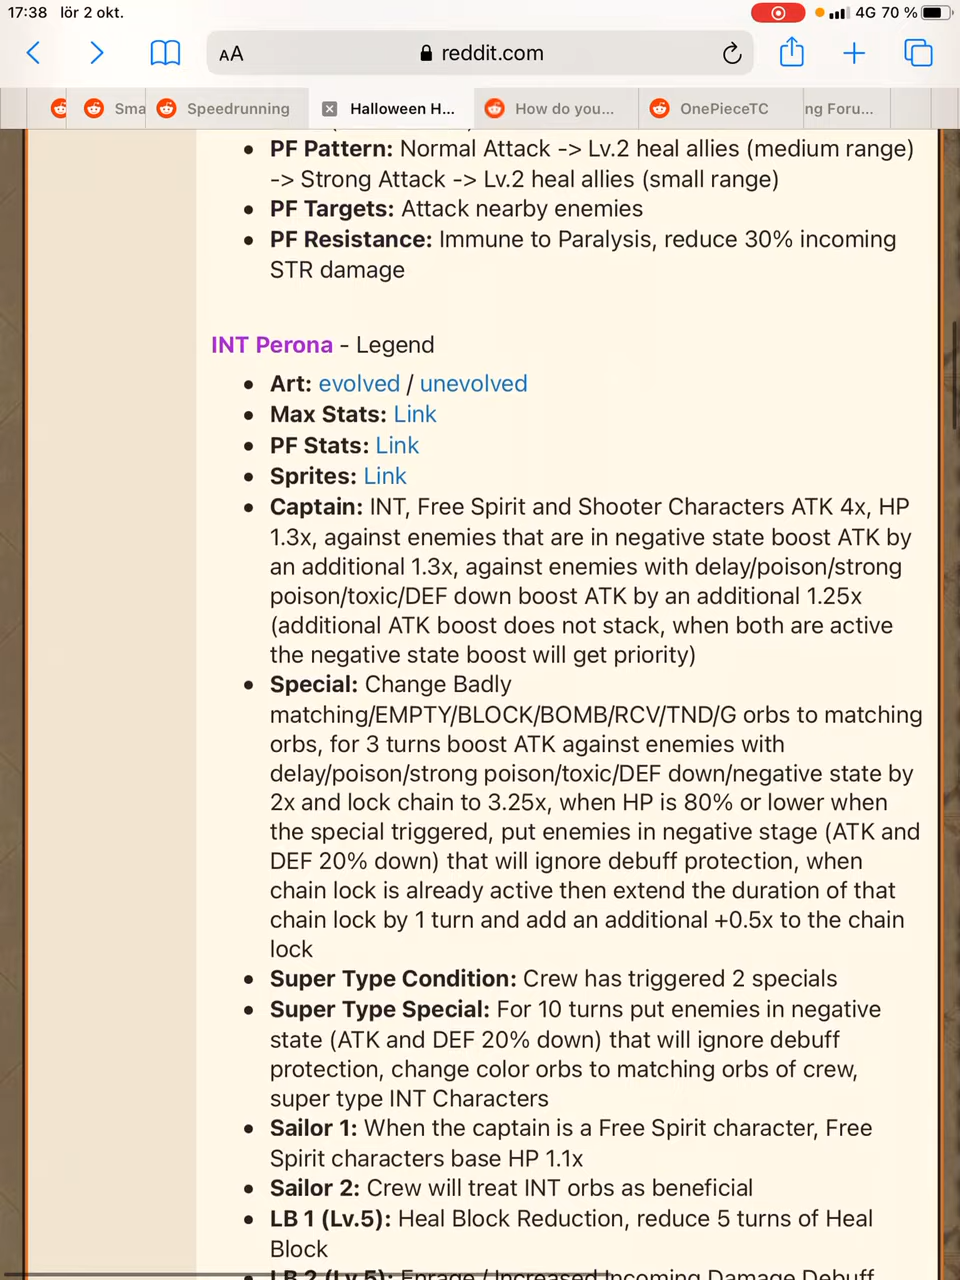 17:38 lör 2 okt.
4G 70 %
AA
reddit.com
Sma
Speedrunning
Halloween H...
How do you...
OnePieceTC
ng Foru...
• PF Pattern: Normal Attack -> Lv.2 heal allies (medium range)
-> Strong Attack -> Lv.2 heal allies (small range)
• PF Targets: Attack nearby enemies
• PF Resistance: Immune to Paralysis, reduce 30% incoming
STR damage
INT Perona - Legend
• Art: evolved / unevolved
• Max Stats: Link
• PF Stats: Link
• Sprites: Link
• Captain: INT, Free Spirit and Shooter Characters ATK 4x, HP
1.3x, against enemies that are in negative state boost ATK by
an additional 1.3x, against enemies with delay/poison/strong
poison/toxic/DEF down boost ATK by an additional 1.25x
(additional ATK boost does not stack, when both are active
the negative state boost will get priority)
• Special: Change Badly
matching/EMPTY/BLOCK/BOMB/RCV/TND/G orbs to matching
orbs, for 3 turns boost ATK against enemies with
delay/poison/strong poison/toxic/DEF down/negative state by
2x and lock chain to 3.25x, when HP is 80% or lower when
the special triggered, put enemies in negative stage (ATK and
DEF 20% down) that will ignore debuff protection, when
chain lock is already active then extend the duration of that
chain lock by 1 turn and add an additional +0.5x to the chain
lock
• Super Type Condition: Crew has triggered 2 specials
• Super Type Special: For 10 turns put enemies in negative
state (ATK and DEF 20% down) that will ignore debuff
protection, change color orbs to matching orbs of crew,
super type INT Characters
• Sailor 1: When the captain is a Free Spirit character, Free
Spirit characters base HP 1.1x
• Sailor 2: Crew will treat INT orbs as beneficial
• LB 1 (Lv.5): Heal Block Reduction, reduce 5 turns of Heal
Block
LB 2 (Lv.5): Enrage / Increased Incoming Damage Debuff